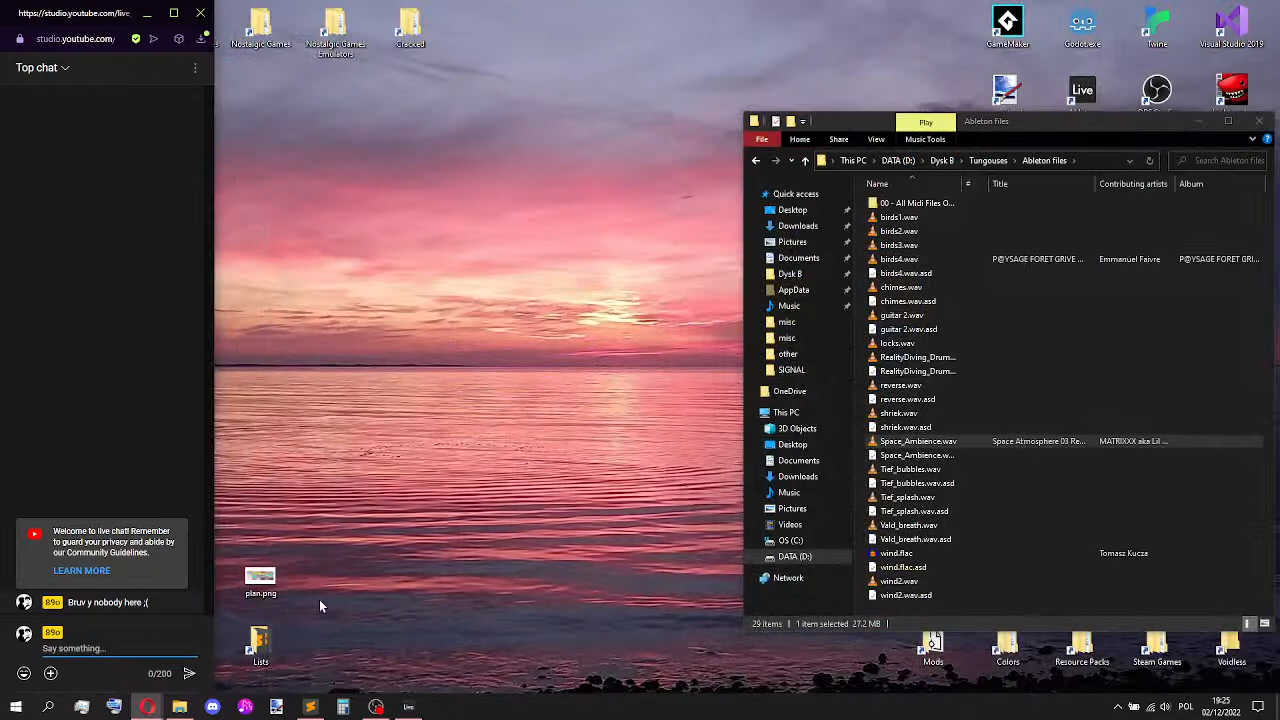 https://studio.youtube.com/live_
studio.youtube.com/
Top chat
Welcome to live chat! Remember
to guard your privacy and abide by
our Community Guidelines.
LEARN MORE
89o Bruv y nobody here ;(
89o
Say something...
0/200
Nostalgic Games
Nostalgic Games
Emulators
Cracked
plan.png
Lists
GameMaker
Godot.exe
Twine
Visual Studio 2019
Live
Play
Ableton files
File
Home
Share
View
Music Tools
This PC
DATA (D:)
Dysk B
Tungouses
Ableton files
Search Ableton files
Quick access
Desktop
Downloads
Pictures
Documents
Dysk B
AppData
Music
misc
misc
other
SIGNAL
OneDrive
This PC
3D Objects
Desktop
Documents
Downloads
Music
Pictures
Videos
OS (C:)
DATA (D:)
Network
Name # Title Contributing artists Album
00 - All Midi Files O...
birds1.wav
birds2.wav
birds3.wav
birds4.wav P@YSAGE FORET GRIVE ... Emmanuel Faivre P@YSAGE FORET GRI...
birds4.wav.asd
chimes.wav
chimes.wav.asd
guitar 2.wav
guitar 2.wav.asd
locks.wav
RealityDiving_Drum...
RealityDiving_Drum...
reverse.wav
reverse.wav.asd
shriek.wav
shriek.wav.asd
Space_Ambience.wav Space Atmosphere 03 Re... MATRIXXX aka Lil ...
Space_Ambience.w...
Tief_bubbles.wav
Tief_bubbles.wav.asd
Tief_splash.wav
Tief_splash.wav.asd
Vald_breath.wav
Vald_breath.wav.asd
wind.flac Tomasz Kucza
wind.flac.asd
wind2.wav
wind2.wav.asd
29 items 1 item selected 27.2 MB
Mods
Colors
Resource Packs
Steam Games
Voidless
Live
POL
19:25
02/12/2022